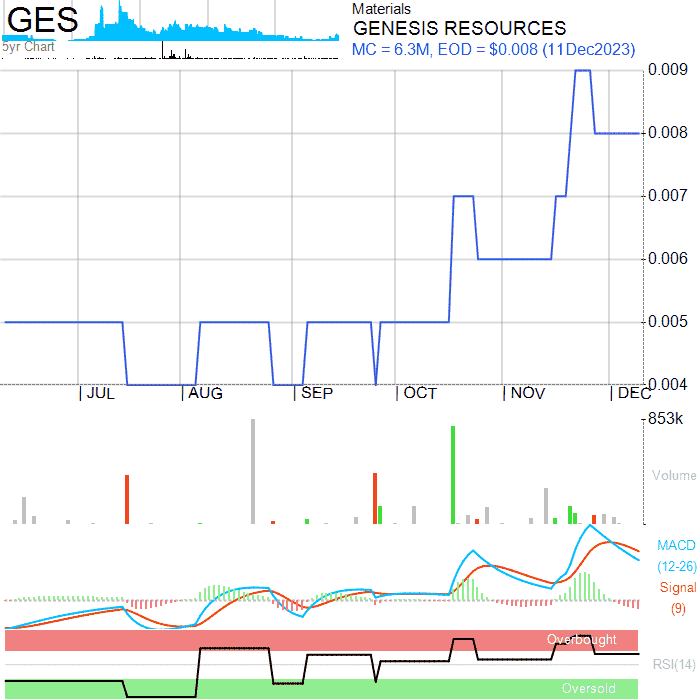 GES
5yr Chart
Materials
GENESIS RESOURCES
MC = 6.3M, EOD = $0.008 (11Dec2023)
0.009
0.008
0.007
0.006
0.005
0.004
JUL AUG SEP OCT NOV DEC
853k
Volume
MACD
(12-26)
Signal
(9)
Overbought
RSI(14)
Oversold